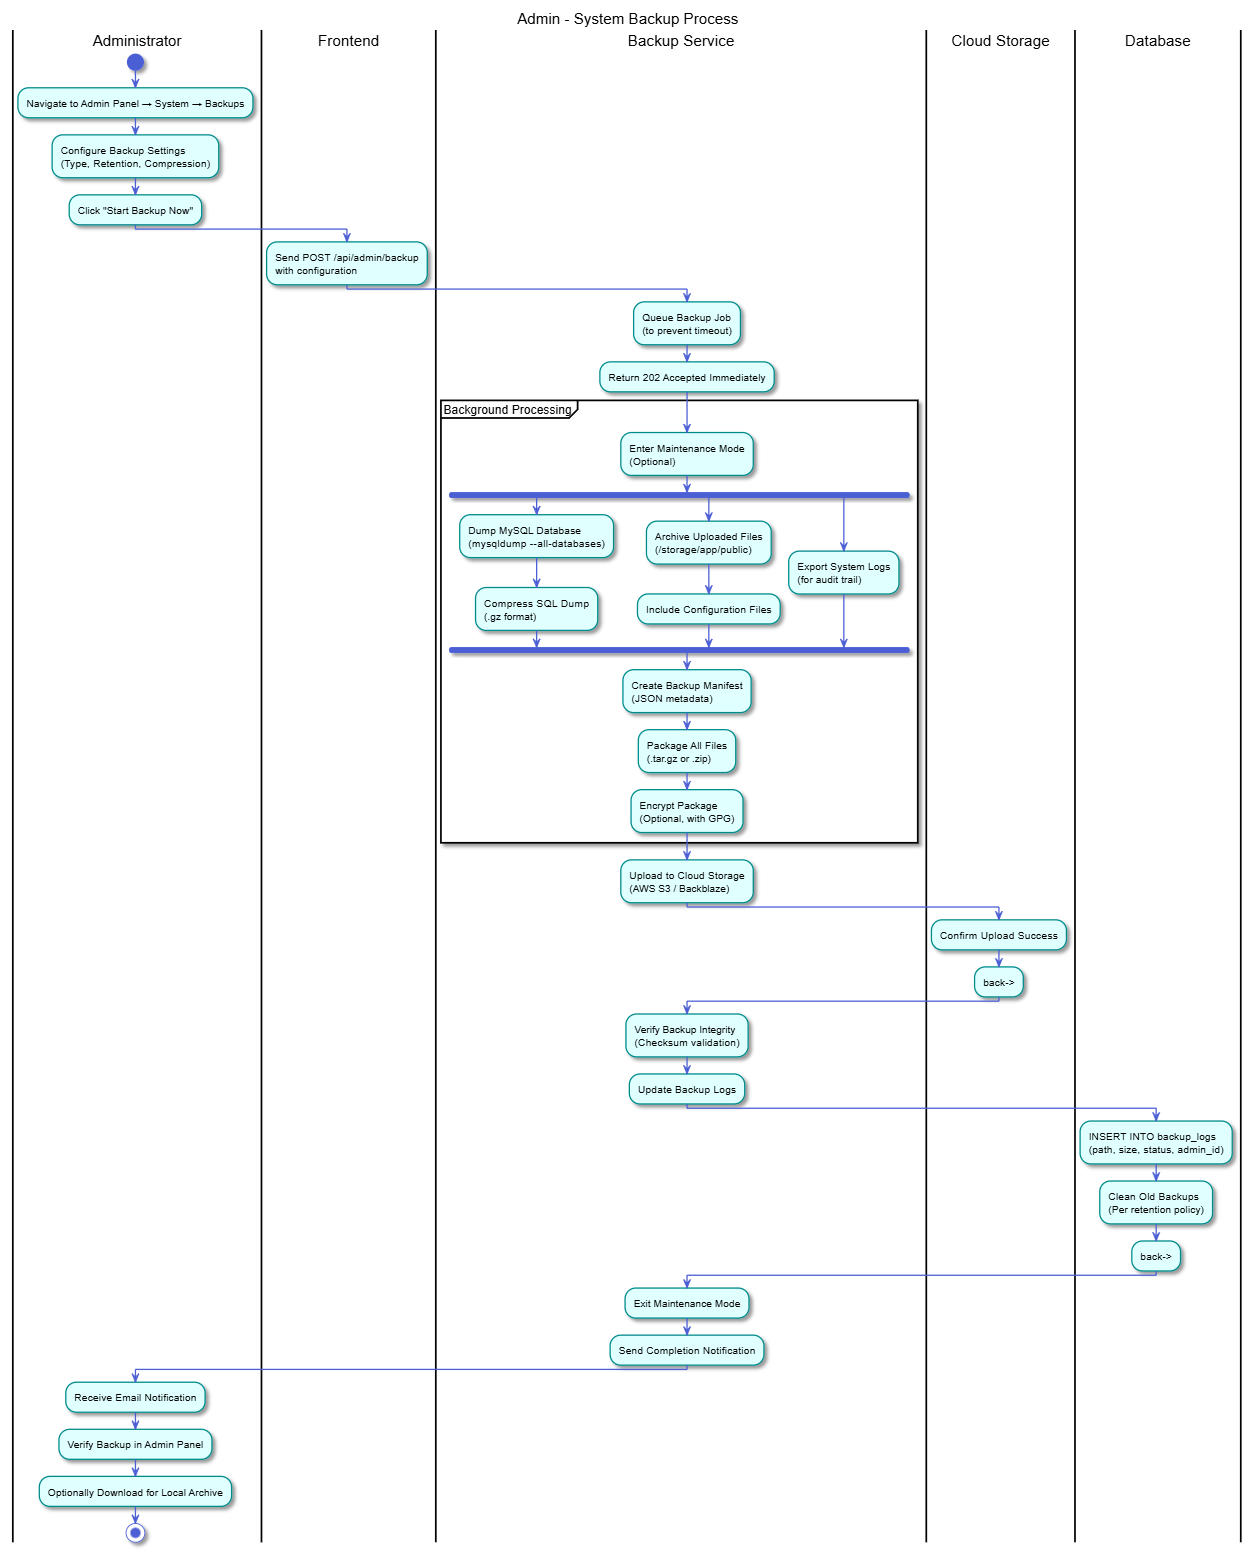 Admin - System Backup Process
Administrator
Frontend
Backup Service
Cloud Storage
Database
Navigate to Admin Panel → System → Backups
Configure Backup Settings
(Type, Retention, Compression)
Click "Start Backup Now"
Send POST /api/admin/backup
with configuration
Queue Backup Job
(to prevent timeout)
Return 202 Accepted Immediately
Background Processing
Enter Maintenance Mode
(Optional)
Dump MySQL Database
(mysqldump --all-databases)
Compress SQL Dump
(.gz format)
Archive Uploaded Files
(/storage/app/public)
Include Configuration Files
Export System Logs
(for audit trail)
Create Backup Manifest
(JSON metadata)
Package All Files
(.tar.gz or .zip)
Encrypt Package
(Optional, with GPG)
Upload to Cloud Storage
(AWS S3 / Backblaze)
Confirm Upload Success
back->
Verify Backup Integrity
(Checksum validation)
Update Backup Logs
INSERT INTO backup_logs
(path, size, status, admin_id)
Clean Old Backups
(Per retention policy)
back->
Exit Maintenance Mode
Send Completion Notification
Receive Email Notification
Verify Backup in Admin Panel
Optionally Download for Local Archive